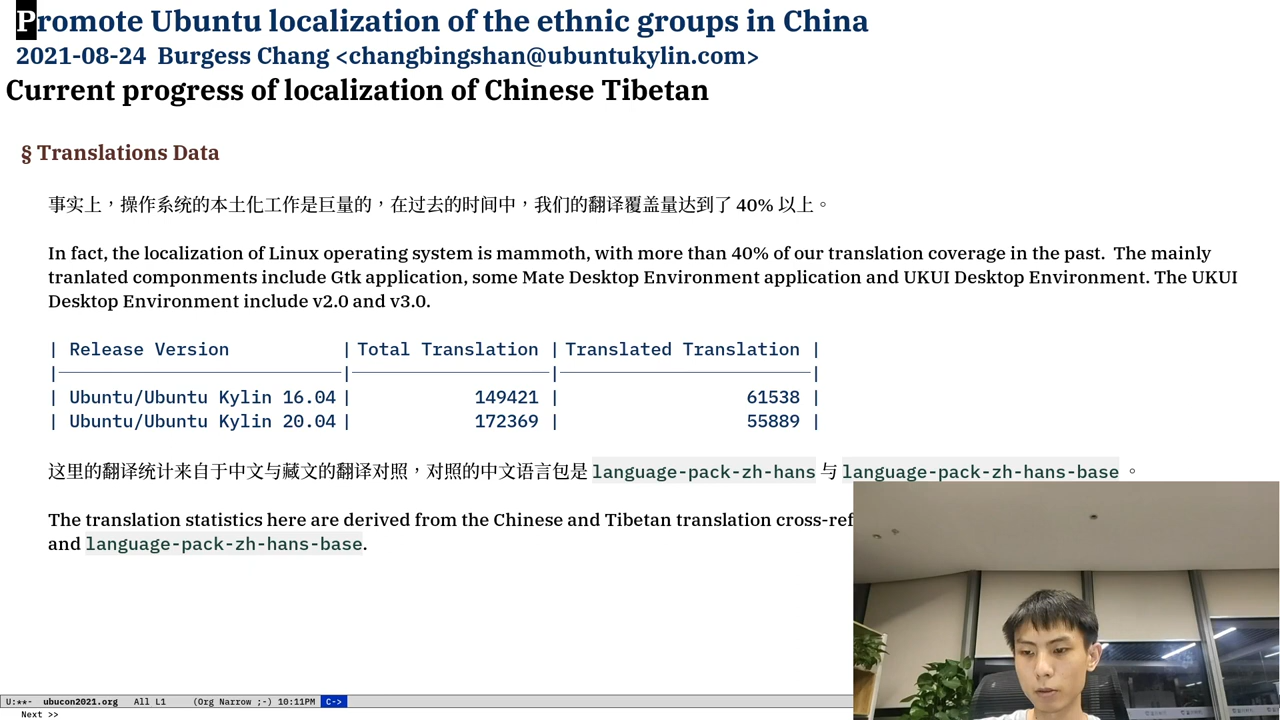 Promote Ubuntu localization of the ethnic groups in China
2021-08-24 Burgess Chang <changbingshan@ubuntukylin.com>
Current progress of localization of Chinese Tibetan
§ Translations Data
事实上，操作系统的本土化工作是巨量的，在过去的时间中，我们的翻译覆盖量达到了 40% 以上。
In fact, the localization of Linux operating system is mammoth, with more than 40% of our translation coverage in the past. The mainly
tranlated componments include Gtk application, some Mate Desktop Environment application and UKUI Desktop Environment. The UKUI
Desktop Environment include v2.0 and v3.0.
| Release Version | Total Translation | Translated Translation |
| Ubuntu/Ubuntu Kylin 16.04 | 149421 | 61538 |
| Ubuntu/Ubuntu Kylin 20.04 | 172369 | 55889 |
这里的翻译统计来自于中文与藏文的翻译对照，对照的中文语言包是 language-pack-zh-hans 与 language-pack-zh-hans-base 。
The translation statistics here are derived from the Chinese and Tibetan translation cross-ref
and language-pack-zh-hans-base.
U:**- ubucon2021.org All L1 (Org Narrow ;-) 10:11PM C->
Next >>